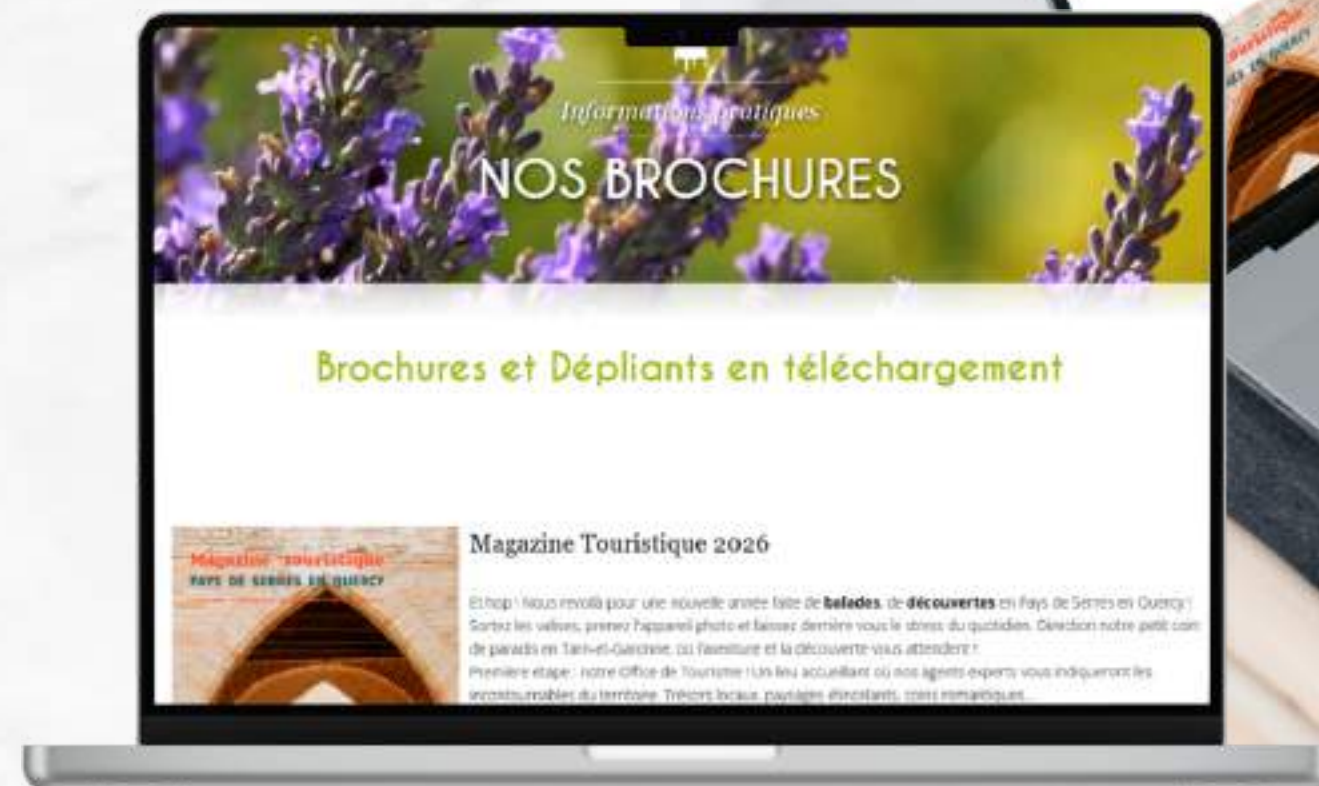 Informations pratiques
NOS BROCHURES
Brochures et Dépliants en téléchargement
Magazine touristique
PAYS DE SERRES EN QUERCY
Magazine Touristique 2026
Et hop ! Nous revoilà pour une nouvelle année faite de balades, de découvertes en Pays de Serres en Quercy !
Sortez les valises, prenez l'appareil photo et laissez derrière vous le stress du quotidien. Direction notre petit coin
de paradis en Tarn-et-Garonne, où l'aventure et la découverte vous attendent !
Première étape : notre Office de Tourisme ! Un lieu accueillant où nos agents experts vous indiqueront les
incontournables du territoire. Trésors locaux, paysages étincelants, coins romantiques...
touristique